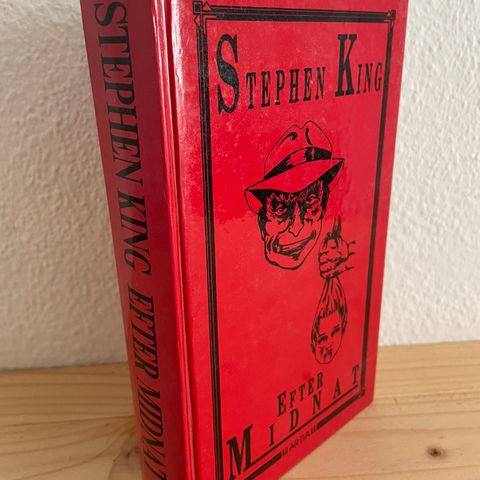 STEPHEN KING EFTER MIDNAT
STEPHEN KING
EFTER
MIDNAT
ARTIA